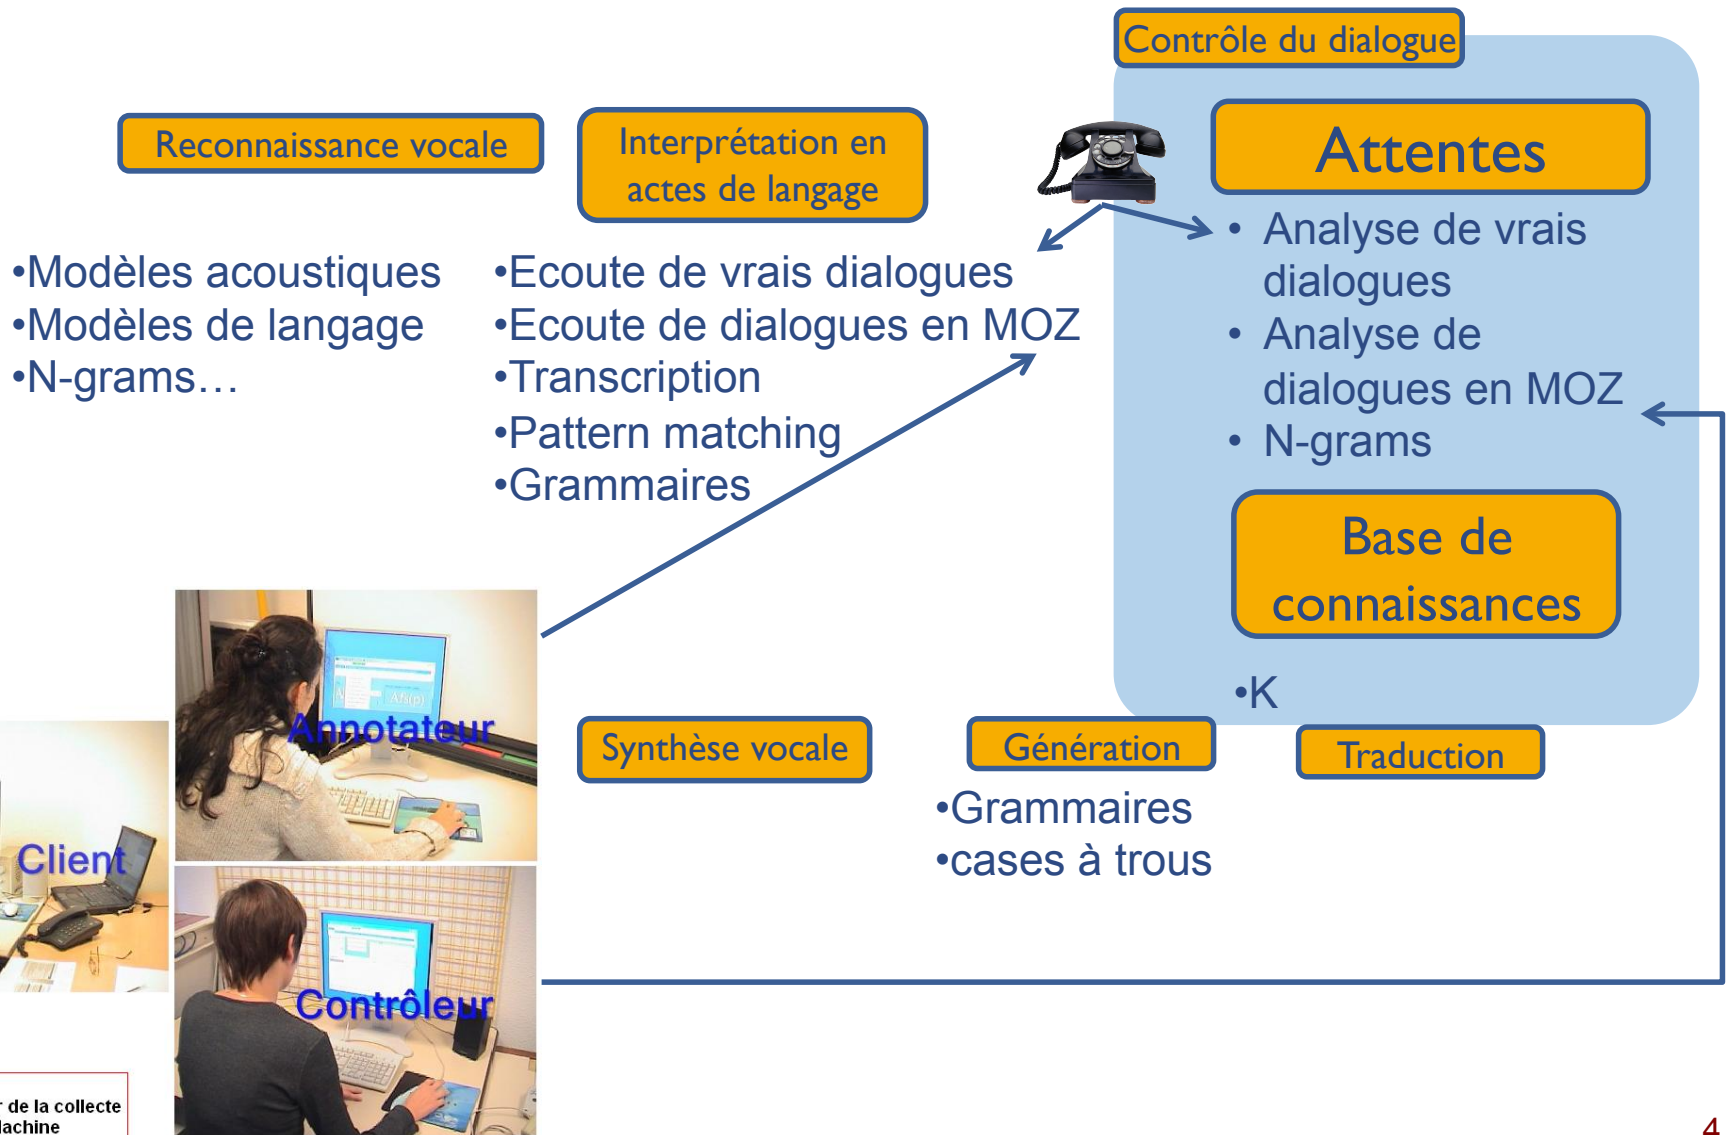 Contrôle du dialogue
Reconnaissance vocale
Interprétation en
actes de langage
Attentes
•Modèles acoustiques
•Modèles de langage
•N-grams…
•Ecoute de vrais dialogues
•Ecoute de dialogues en MOZ
•Transcription
•Pattern matching
•Grammaires
• Analyse de vrais
dialogues
• Analyse de
dialogues en MOZ
• N-grams
Base de
connaissances
•K
Synthèse vocale
Génération
Traduction
•Grammaires
•cases à trous
Annotateur
Client
Contrôleur
r de la collecte
achine
4